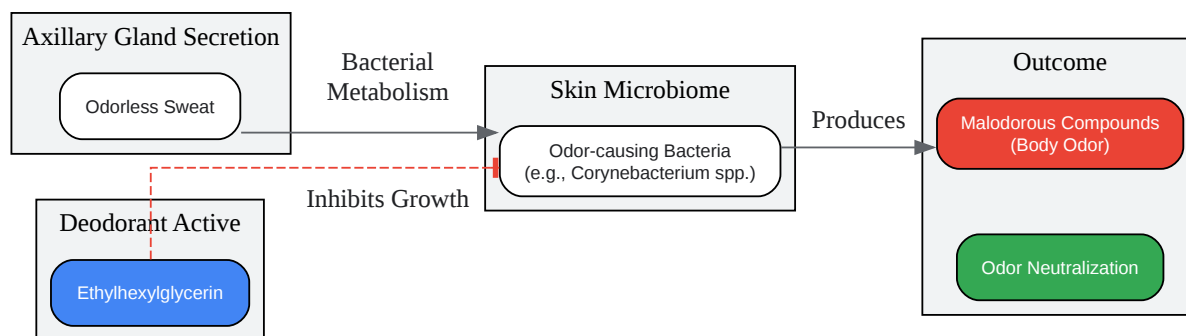 Axillary Gland Secretion
Odorless Sweat
Bacterial
Metabolism
Skin Microbiome
Odor-causing Bacteria
(e.g., Corynebacterium spp.)
Produces
Outcome
Malodorous Compounds
(Body Odor)
Inhibits Growth
Deodorant Active
Ethylhexylglycerin
Odor Neutralization